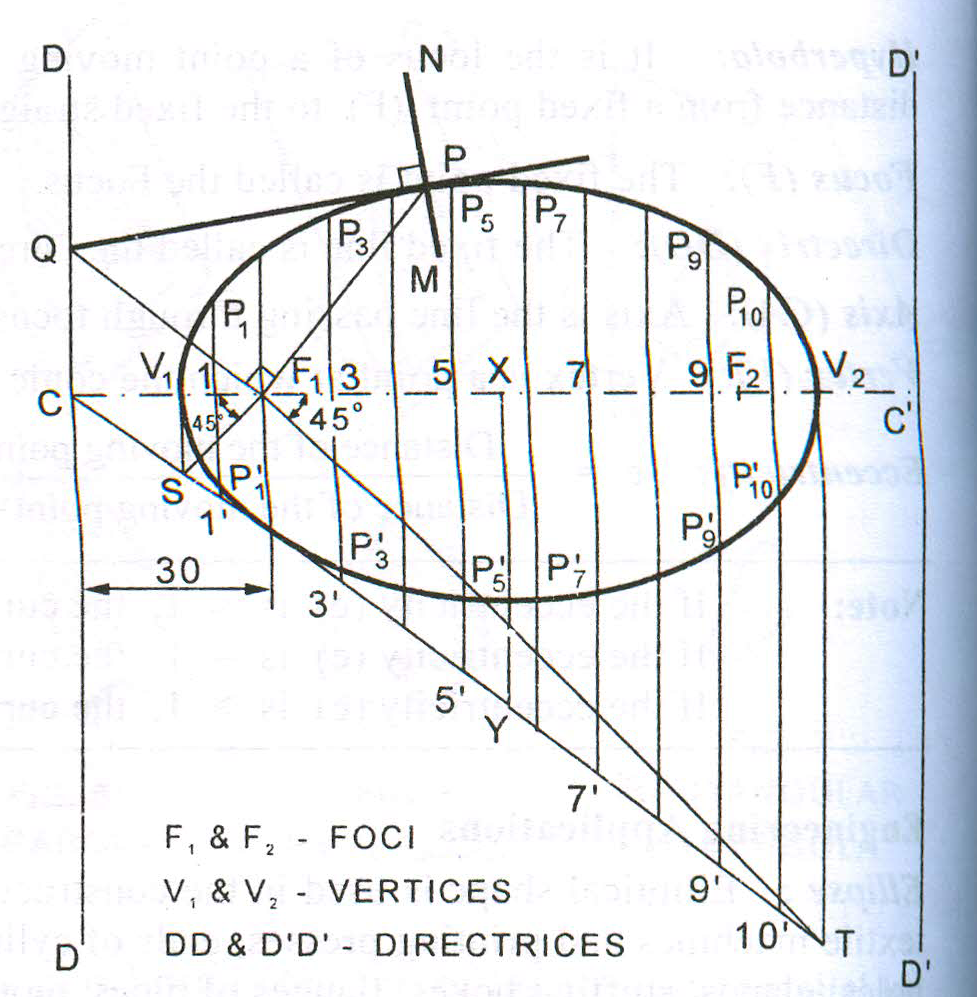 D N D'
P
P₃ P₅ P₇
Q
P₉
M
P₁ P₁₀
V₁ 1 F₁ 3 5 X 7 9 F₂ V₂
C 45° 45° C'
S P'₁ P'₁₀
1'
P'₃ P'₅ P'₇ P'₉
30
3'
5'
Y
7'
F₁ & F₂ - FOCI
9'
V₁ & V₂ - VERTICES
10' T
D DD & D'D' - DIRECTRICES D'